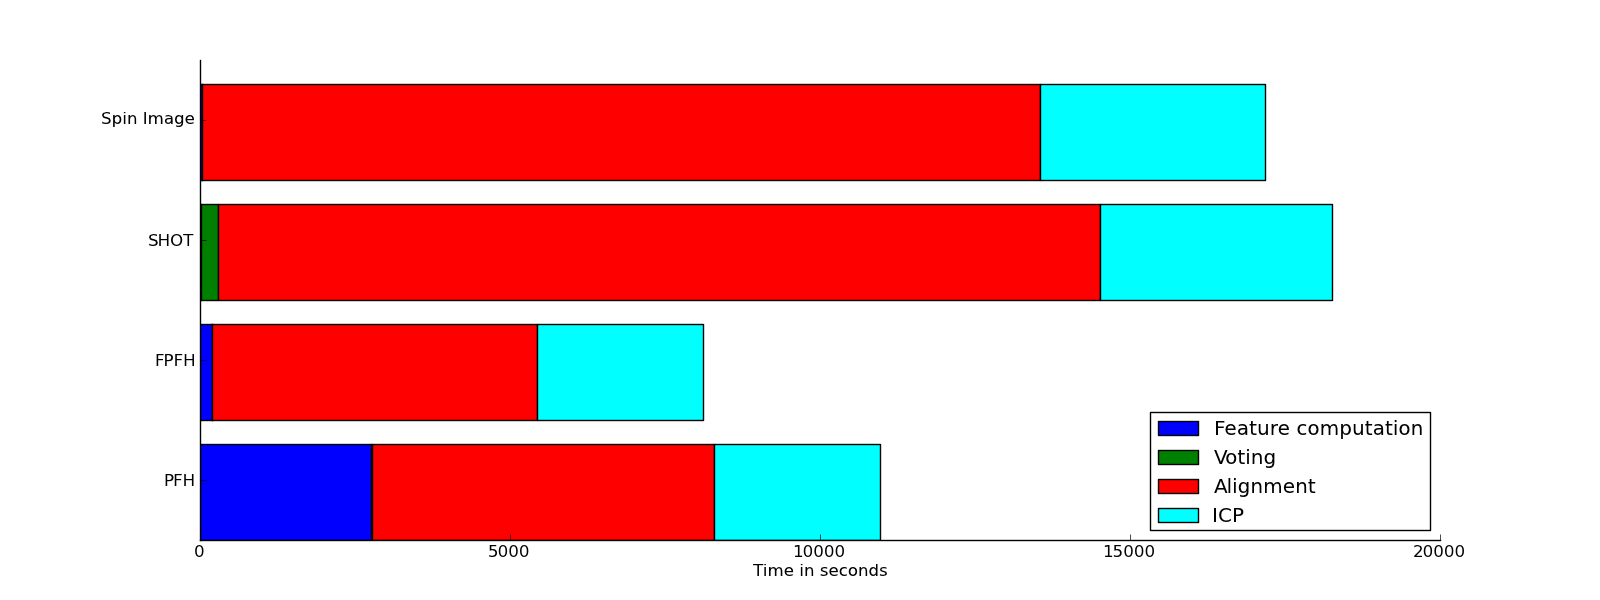 Spin Image
SHOT
FPFH
PFH
Feature computation
Voting
Alignment
ICP
0 5000 10000 15000 20000
Time in seconds